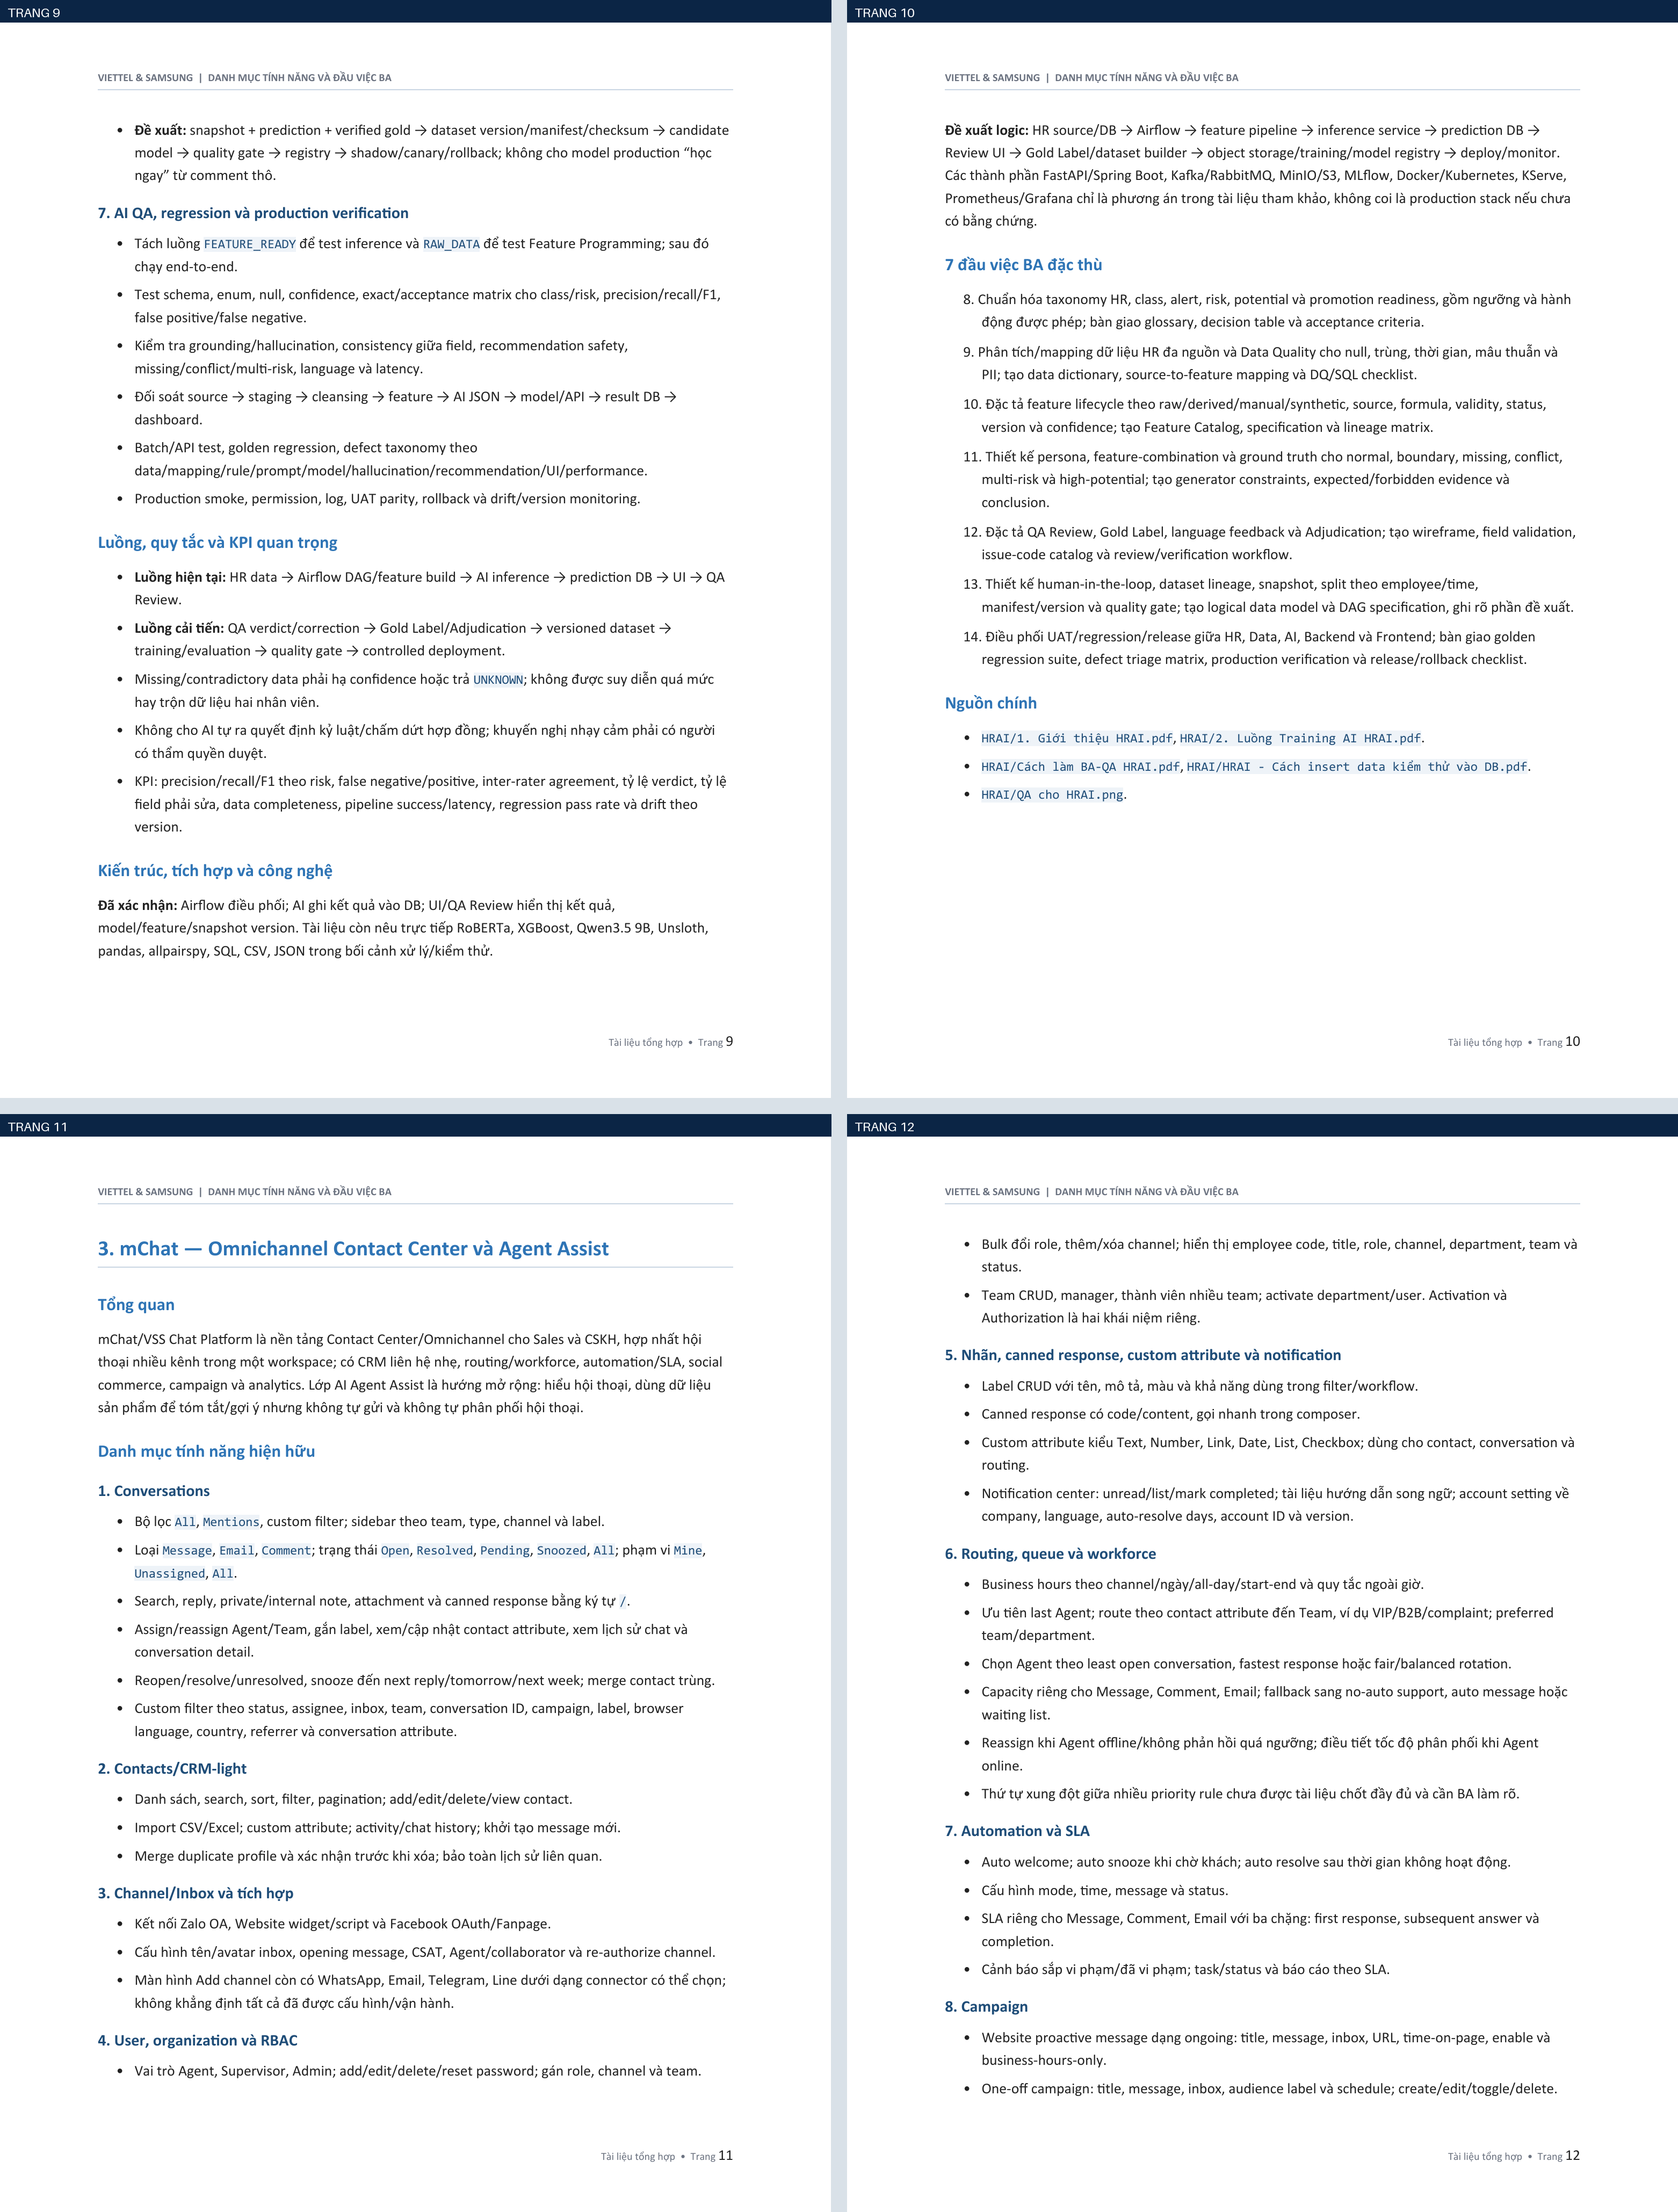 TRANG 9
VIETTEL & SAMSUNG | DANH MỤC TÍNH NĂNG VÀ ĐẦU VIỆC BA
• Đề xuất: snapshot + prediction + verified gold → dataset version/manifest/checksum → candidate
model → quality gate → registry → shadow/canary/rollback; không cho model production “học
ngay” từ comment thô.
7. AI QA, regression và production verification
• Tách luồng FEATURE_READY để test inference và RAW_DATA để test Feature Programming; sau đó
chạy end-to-end.
• Test schema, enum, null, confidence, exact/acceptance matrix cho class/risk, precision/recall/F1,
false positive/false negative.
• Kiểm tra grounding/hallucination, consistency giữa field, recommendation safety,
missing/conflict/multi-risk, language và latency.
• Đối soát source → staging → cleansing → feature → AI JSON → model/API → result DB →
dashboard.
• Batch/API test, golden regression, defect taxonomy theo
data/mapping/rule/prompt/model/hallucination/recommendation/UI/performance.
• Production smoke, permission, log, UAT parity, rollback và drift/version monitoring.
Luồng, quy tắc và KPI quan trọng
• Luồng hiện tại: HR data → Airflow DAG/feature build → AI inference → prediction DB → UI → QA
Review.
• Luồng cải tiến: QA verdict/correction → Gold Label/Adjudication → versioned dataset →
training/evaluation → quality gate → controlled deployment.
• Missing/contradictory data phải hạ confidence hoặc trả UNKNOWN; không được suy diễn quá mức
hay trộn dữ liệu hai nhân viên.
• Không cho AI tự ra quyết định kỷ luật/chấm dứt hợp đồng; khuyến nghị nhạy cảm phải có người
có thẩm quyền duyệt.
• KPI: precision/recall/F1 theo risk, false negative/positive, inter-rater agreement, tỷ lệ verdict, tỷ lệ
field phải sửa, data completeness, pipeline success/latency, regression pass rate và drift theo
version.
Kiến trúc, tích hợp và công nghệ
Đã xác nhận: Airflow điều phối; AI ghi kết quả vào DB; UI/QA Review hiển thị kết quả,
model/feature/snapshot version. Tài liệu còn nêu trực tiếp RoBERTa, XGBoost, Qwen3.5 9B, Unsloth,
pandas, allpairspy, SQL, CSV, JSON trong bối cảnh xử lý/kiểm thử.
Tài liệu tổng hợp • Trang 9
TRANG 10
VIETTEL & SAMSUNG | DANH MỤC TÍNH NĂNG VÀ ĐẦU VIỆC BA
Đề xuất logic: HR source/DB → Airflow → feature pipeline → inference service → prediction DB →
Review UI → Gold Label/dataset builder → object storage/training/model registry → deploy/monitor.
Các thành phần FastAPI/Spring Boot, Kafka/RabbitMQ, MinIO/S3, MLflow, Docker/Kubernetes, KServe,
Prometheus/Grafana chỉ là phương án trong tài liệu tham khảo, không coi là production stack nếu chưa
có bằng chứng.
7 đầu việc BA đặc thù
8. Chuẩn hóa taxonomy HR, class, alert, risk, potential và promotion readiness, gồm ngưỡng và hành
động được phép; bàn giao glossary, decision table và acceptance criteria.
9. Phân tích/mapping dữ liệu HR đa nguồn và Data Quality cho null, trùng, thời gian, mâu thuẫn và
PII; tạo data dictionary, source-to-feature mapping và DQ/SQL checklist.
10. Đặc tả feature lifecycle theo raw/derived/manual/synthetic, source, formula, validity, status,
version và confidence; tạo Feature Catalog, specification và lineage matrix.
11. Thiết kế persona, feature-combination và ground truth cho normal, boundary, missing, conflict,
multi-risk và high-potential; tạo generator constraints, expected/forbidden evidence và
conclusion.
12. Đặc tả QA Review, Gold Label, language feedback và Adjudication; tạo wireframe, field validation,
issue-code catalog và review/verification workflow.
13. Thiết kế human-in-the-loop, dataset lineage, snapshot, split theo employee/time,
manifest/version và quality gate; tạo logical data model và DAG specification, ghi rõ phần đề xuất.
14. Điều phối UAT/regression/release giữa HR, Data, AI, Backend và Frontend; bàn giao golden
regression suite, defect triage matrix, production verification và release/rollback checklist.
Nguồn chính
• HRAI/1. Giới thiệu HRAI.pdf, HRAI/2. Luồng Training AI HRAI.pdf.
• HRAI/Cách làm BA-QA HRAI.pdf, HRAI/HRAI - Cách insert data kiểm thử vào DB.pdf.
• HRAI/QA cho HRAI.png.
Tài liệu tổng hợp • Trang 10
TRANG 11
VIETTEL & SAMSUNG | DANH MỤC TÍNH NĂNG VÀ ĐẦU VIỆC BA
3. mChat — Omnichannel Contact Center và Agent Assist
Tổng quan
mChat/VSS Chat Platform là nền tảng Contact Center/Omnichannel cho Sales và CSKH, hợp nhất hội
thoại nhiều kênh trong một workspace; có CRM liên hệ nhẹ, routing/workforce, automation/SLA, social
commerce, campaign và analytics. Lớp AI Agent Assist là hướng mở rộng: hiểu hội thoại, dùng dữ liệu
sản phẩm để tóm tắt/gợi ý nhưng không tự gửi và không tự phân phối hội thoại.
Danh mục tính năng hiện hữu
1. Conversations
• Bộ lọc All, Mentions, custom filter; sidebar theo team, type, channel và label.
• Loại Message, Email, Comment; trạng thái Open, Resolved, Pending, Snoozed, All; phạm vi Mine,
Unassigned, All.
• Search, reply, private/internal note, attachment và canned response bằng ký tự /.
• Assign/reassign Agent/Team, gắn label, xem/cập nhật contact attribute, xem lịch sử chat và
conversation detail.
• Reopen/resolve/unresolved, snooze đến next reply/tomorrow/next week; merge contact trùng.
• Custom filter theo status, assignee, inbox, team, conversation ID, campaign, label, browser
language, country, referrer và conversation attribute.
2. Contacts/CRM-light
• Danh sách, search, sort, filter, pagination; add/edit/delete/view contact.
• Import CSV/Excel; custom attribute; activity/chat history; khởi tạo message mới.
• Merge duplicate profile và xác nhận trước khi xóa; bảo toàn lịch sử liên quan.
3. Channel/Inbox và tích hợp
• Kết nối Zalo OA, Website widget/script và Facebook OAuth/Fanpage.
• Cấu hình tên/avatar inbox, opening message, CSAT, Agent/collaborator và re-authorize channel.
• Màn hình Add channel còn có WhatsApp, Email, Telegram, Line dưới dạng connector có thể chọn;
không khẳng định tất cả đã được cấu hình/vận hành.
4. User, organization và RBAC
• Vai trò Agent, Supervisor, Admin; add/edit/delete/reset password; gán role, channel và team.
Tài liệu tổng hợp • Trang 11
TRANG 12
VIETTEL & SAMSUNG | DANH MỤC TÍNH NĂNG VÀ ĐẦU VIỆC BA
• Bulk đổi role, thêm/xóa channel; hiển thị employee code, title, role, channel, department, team và
status.
• Team CRUD, manager, thành viên nhiều team; activate department/user. Activation và
Authorization là hai khái niệm riêng.
5. Nhãn, canned response, custom attribute và notification
• Label CRUD với tên, mô tả, màu và khả năng dùng trong filter/workflow.
• Canned response có code/content, gọi nhanh trong composer.
• Custom attribute kiểu Text, Number, Link, Date, List, Checkbox; dùng cho contact, conversation và
routing.
• Notification center: unread/list/mark completed; tài liệu hướng dẫn song ngữ; account setting về
company, language, auto-resolve days, account ID và version.
6. Routing, queue và workforce
• Business hours theo channel/ngày/all-day/start-end và quy tắc ngoài giờ.
• Ưu tiên last Agent; route theo contact attribute đến Team, ví dụ VIP/B2B/complaint; preferred
team/department.
• Chọn Agent theo least open conversation, fastest response hoặc fair/balanced rotation.
• Capacity riêng cho Message, Comment, Email; fallback sang no-auto support, auto message hoặc
waiting list.
• Reassign khi Agent offline/không phản hồi quá ngưỡng; điều tiết tốc độ phân phối khi Agent
online.
• Thứ tự xung đột giữa nhiều priority rule chưa được tài liệu chốt đầy đủ và cần BA làm rõ.
7. Automation và SLA
• Auto welcome; auto snooze khi chờ khách; auto resolve sau thời gian không hoạt động.
• Cấu hình mode, time, message và status.
• SLA riêng cho Message, Comment, Email với ba chặng: first response, subsequent answer và
completion.
• Cảnh báo sắp vi phạm/đã vi phạm; task/status và báo cáo theo SLA.
8. Campaign
• Website proactive message dạng ongoing: title, message, inbox, URL, time-on-page, enable và
business-hours-only.
• One-off campaign: title, message, inbox, audience label và schedule; create/edit/toggle/delete.
Tài liệu tổng hợp • Trang 12